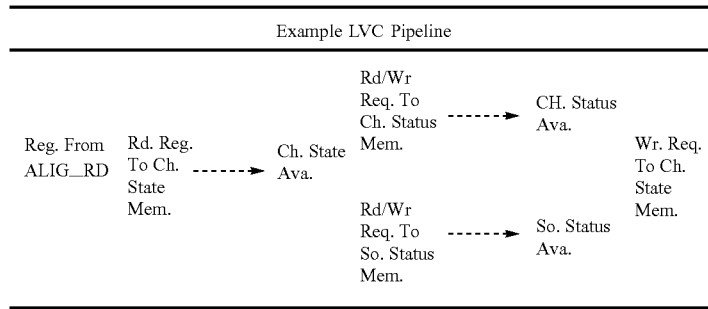 Example LVC Pipeline
Reg. From
ALIG_RD
Rd. Reg.
To Ch.
State
Mem.
Ch. State
Ava.
Rd/Wr
Req. To
Ch. Status
Mem.
CH. Status
Ava.
Rd/Wr
Req. To
So. Status
Mem.
So. Status
Ava.
Wr. Req.
To Ch.
State
Mem.